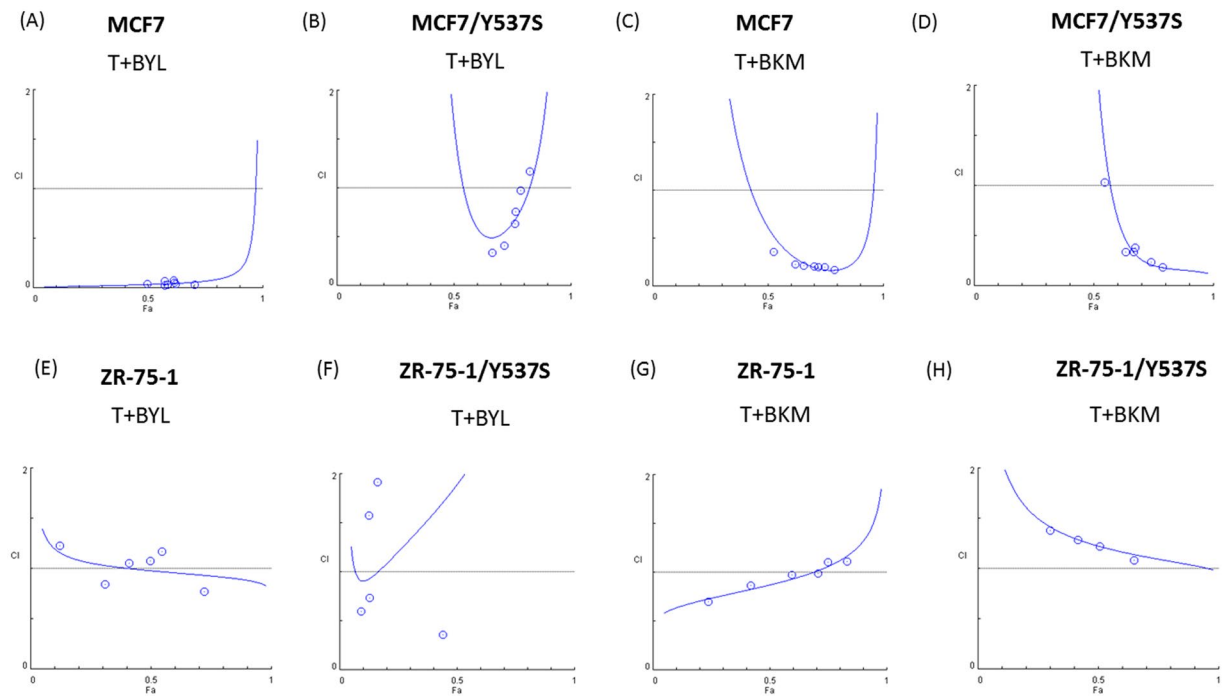 (A) MCF7
T+BYL
2
CI
0
0 0.5 1
Fa
(B) MCF7/Y537S
T+BYL
2
CI
0
0 0.5 1
Fa
(C) MCF7
T+BKM
2
CI
0
0 0.5 1
Fa
(D) MCF7/Y537S
T+BKM
2
CI
0
0 0.5 1
Fa
(E) ZR-75-1
T+BYL
2
CI
0
0 0.5 1
Fa
(F) ZR-75-1/Y537S
T+BYL
2
CI
0
0 0.5 1
Fa
(G) ZR-75-1
T+BKM
2
CI
0
0 0.5 1
Fa
(H) ZR-75-1/Y537S
T+BKM
2
CI
0
0 0.5 1
Fa